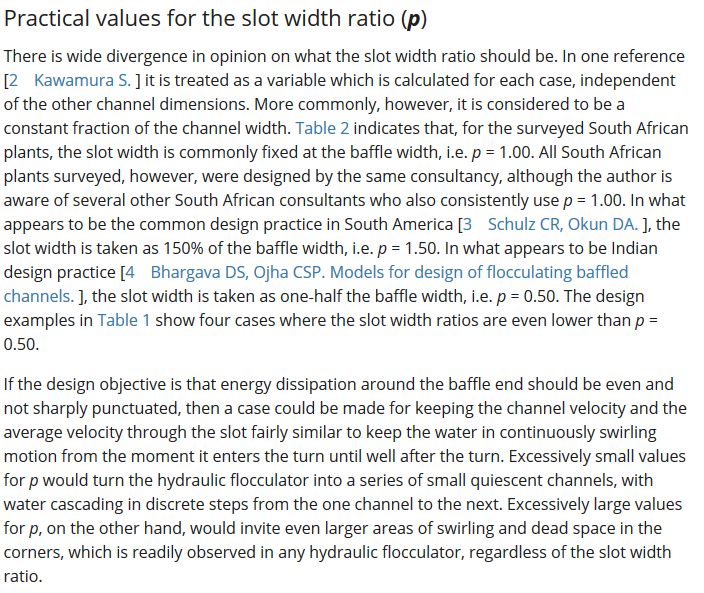 Practical values for the slot width ratio (p)
There is wide divergence in opinion on what the slot width ratio should be. In one reference
[2 Kawamura S. ] it is treated as a variable which is calculated for each case, independent
of the other channel dimensions. More commonly, however, it is considered to be a
constant fraction of the channel width. Table 2 indicates that, for the surveyed South African
plants, the slot width is commonly fixed at the baffle width, i.e. p = 1.00. All South African
plants surveyed, however, were designed by the same consultancy, although the author is
aware of several other South African consultants who also consistently use p = 1.00. In what
appears to be the common design practice in South America [3 Schulz CR, Okun DA. ], the
slot width is taken as 150% of the baffle width, i.e. p = 1.50. In what appears to be Indian
design practice [4 Bhargava DS, Ojha CSP. Models for design of flocculating baffled
channels. ], the slot width is taken as one-half the baffle width, i.e. p = 0.50. The design
examples in Table 1 show four cases where the slot width ratios are even lower than p =
0.50.
If the design objective is that energy dissipation around the baffle end should be even and
not sharply punctuated, then a case could be made for keeping the channel velocity and the
average velocity through the slot fairly similar to keep the water in continuously swirling
motion from the moment it enters the turn until well after the turn. Excessively small values
for p would turn the hydraulic flocculator into a series of small quiescent channels, with
water cascading in discrete steps from the one channel to the next. Excessively large values
for p, on the other hand, would invite even larger areas of swirling and dead space in the
corners, which is readily observed in any hydraulic flocculator, regardless of the slot width
ratio.